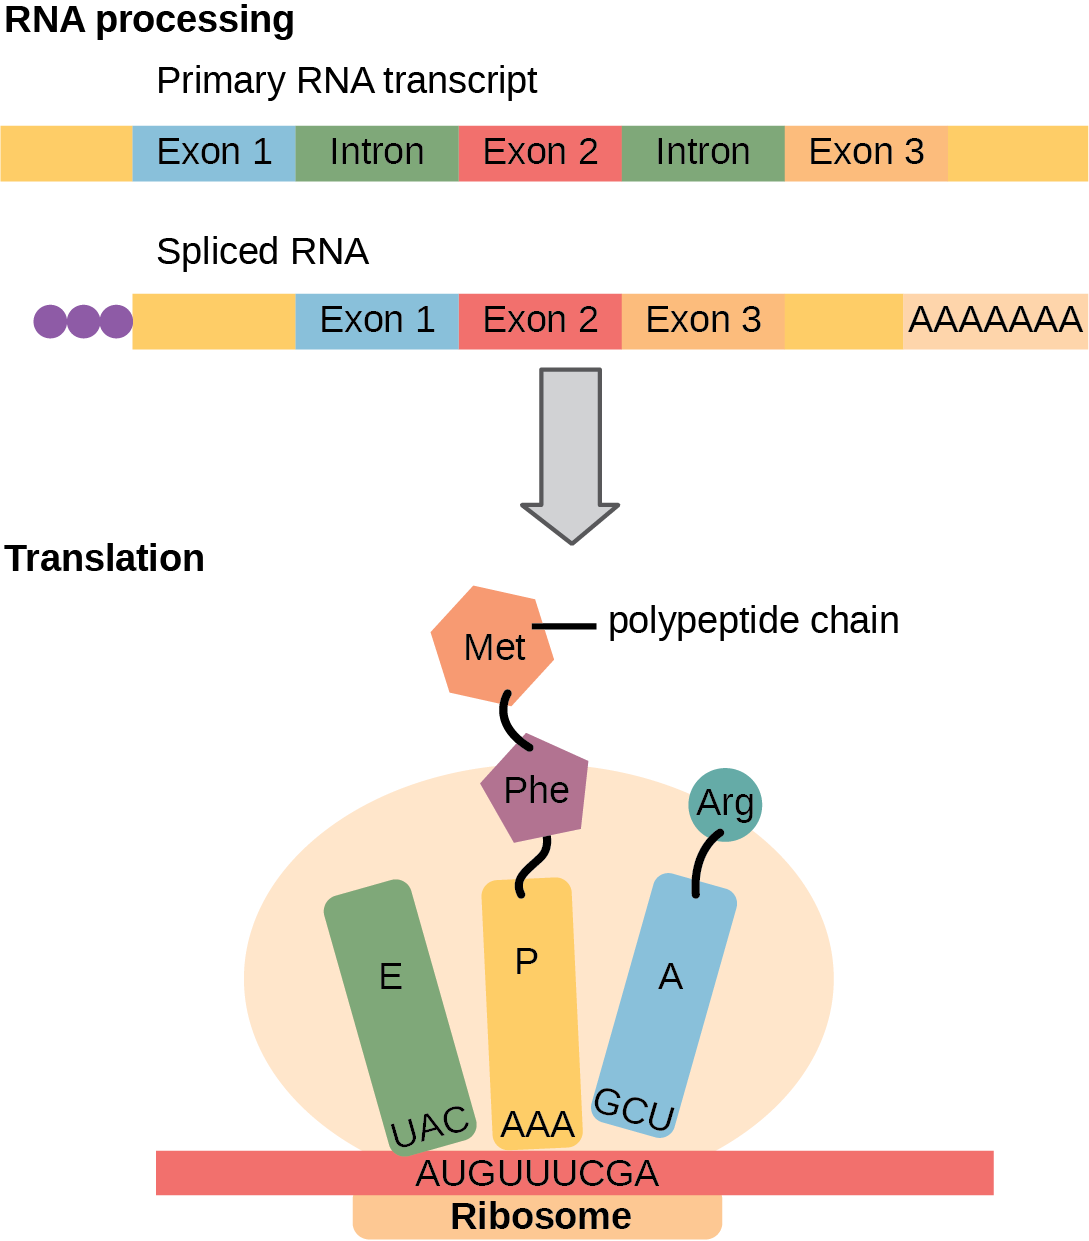 RNA processing
Primary RNA transcript
Exon 1 Intron Exon 2 Intron Exon 3
Spliced RNA
Exon 1 Exon 2 Exon 3 AAAAAAA
Translation
polypeptide chain
Met
Phe
Arg
E P A
UAC AAA GCU
AUGUUUCGA
Ribosome